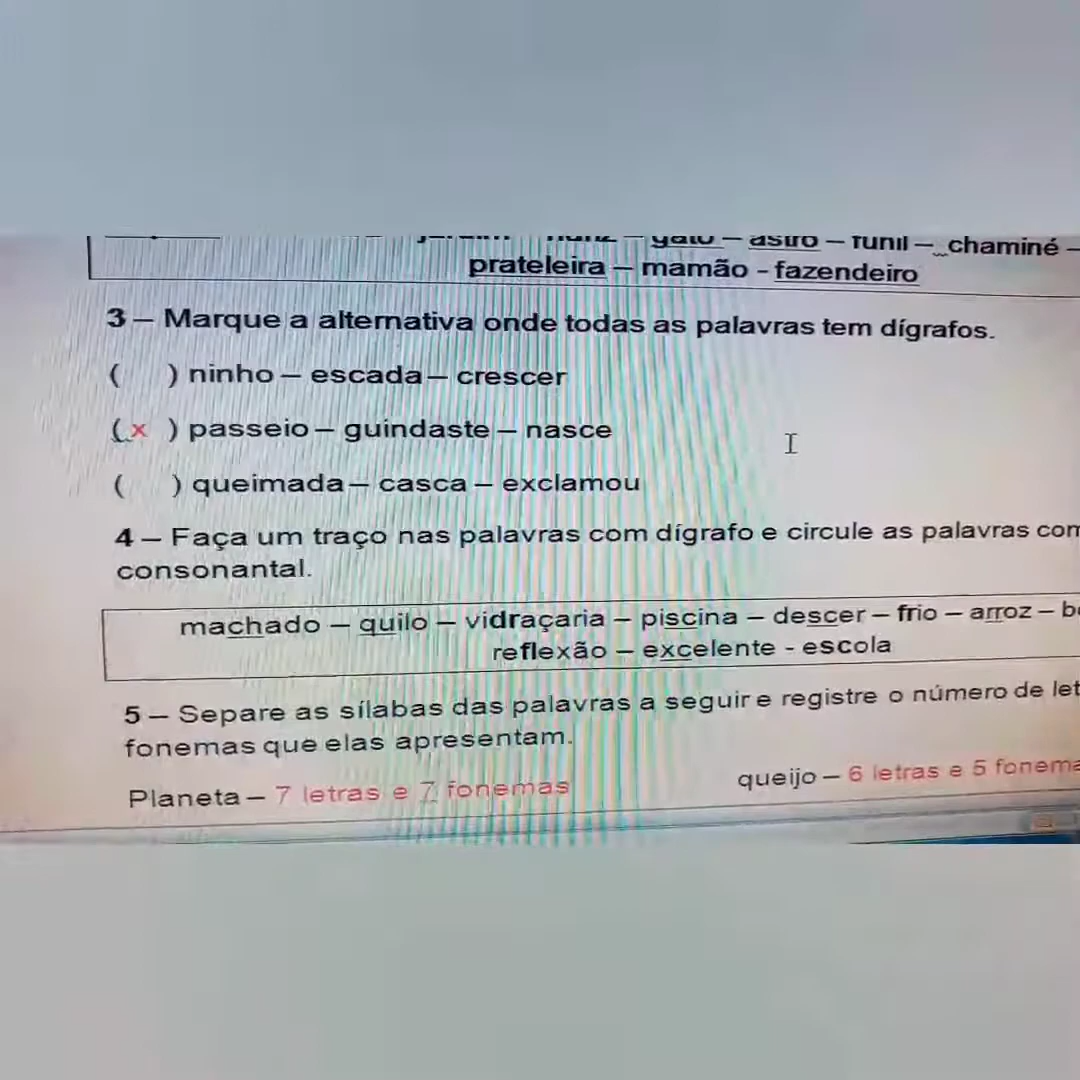 gato – astro – funil – chaminé –
prateleira – mamão - fazendeiro
3 – Marque a alternativa onde todas as palavras tem dígrafos.
( ) ninho – escada – crescer
(x ) passeio – guindaste – nasce
( ) queimada – casca – exclamou
4 – Faça um traço nas palavras com dígrafo e circule as palavras com
consonantal.
machado – quilo – vidraçaria – piscina – descer – frio – arroz –
reflexão – excelente - escola
5 – Separe as sílabas das palavras a seguir e registre o número de let
fonemas que elas apresentam.
Planeta – 7 letras e 7 fonemas queijo – 6 letras e 5 fonema